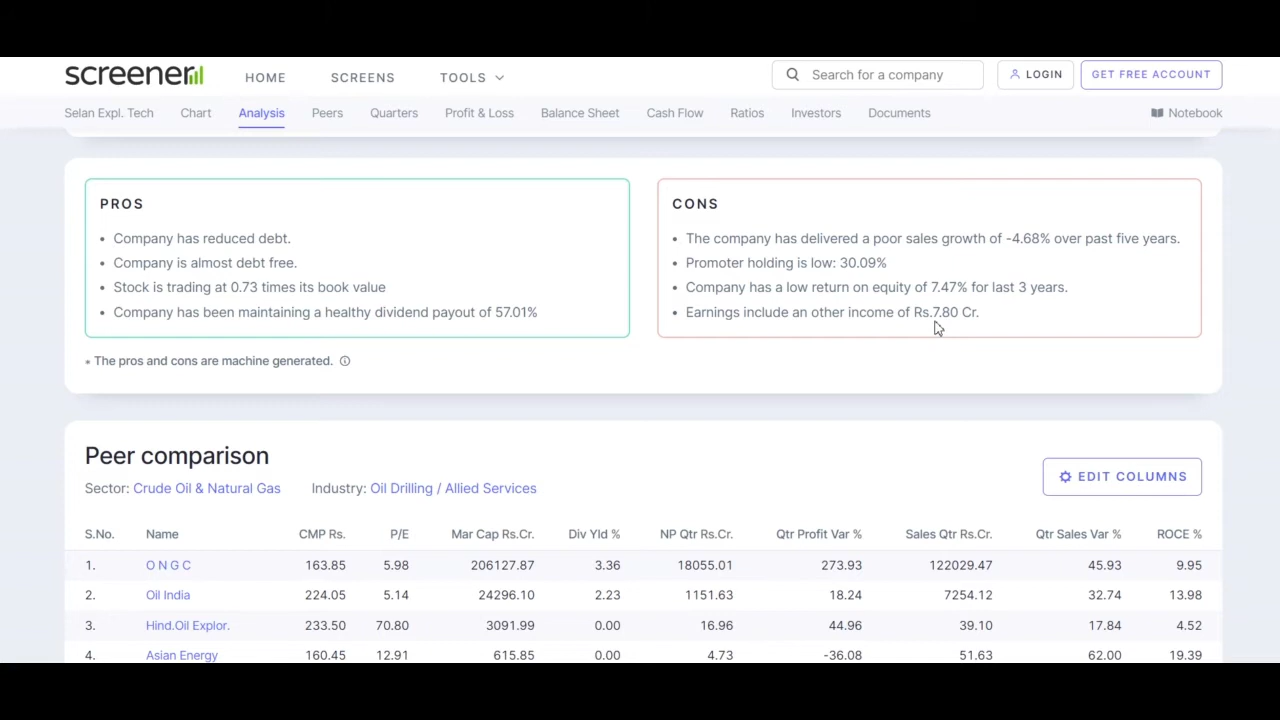 screener HOME SCREENS TOOLS Search for a company LOGIN GET FREE ACCOUNT
Selan Expl. Tech Chart Analysis Peers Quarters Profit & Loss Balance Sheet Cash Flow Ratios Investors Documents Notebook
PROS
• Company has reduced debt.
• Company is almost debt free.
• Stock is trading at 0.73 times its book value
• Company has been maintaining a healthy dividend payout of 57.01%
CONS
• The company has delivered a poor sales growth of -4.68% over past five years.
• Promoter holding is low: 30.09%
• Company has a low return on equity of 7.47% for last 3 years.
• Earnings include an other income of Rs.7.80 Cr.
* The pros and cons are machine generated.
Peer comparison
Sector: Crude Oil & Natural Gas Industry: Oil Drilling / Allied Services
EDIT COLUMNS
S.No. Name CMP Rs. P/E Mar Cap Rs.Cr. Div Yld % NP Qtr Rs.Cr. Qtr Profit Var % Sales Qtr Rs.Cr. Qtr Sales Var % ROCE %
1. O N G C 163.85 5.98 206127.87 3.36 18055.01 273.93 122029.47 45.93 9.95
2. Oil India 224.05 5.14 24296.10 2.23 1151.63 18.24 7254.12 32.74 13.98
3. Hind.Oil Explor. 233.50 70.80 3091.99 0.00 16.96 44.96 39.10 17.84 4.52
4. Asian Energy 160.45 12.91 615.85 0.00 4.73 -36.08 51.63 62.00 19.39